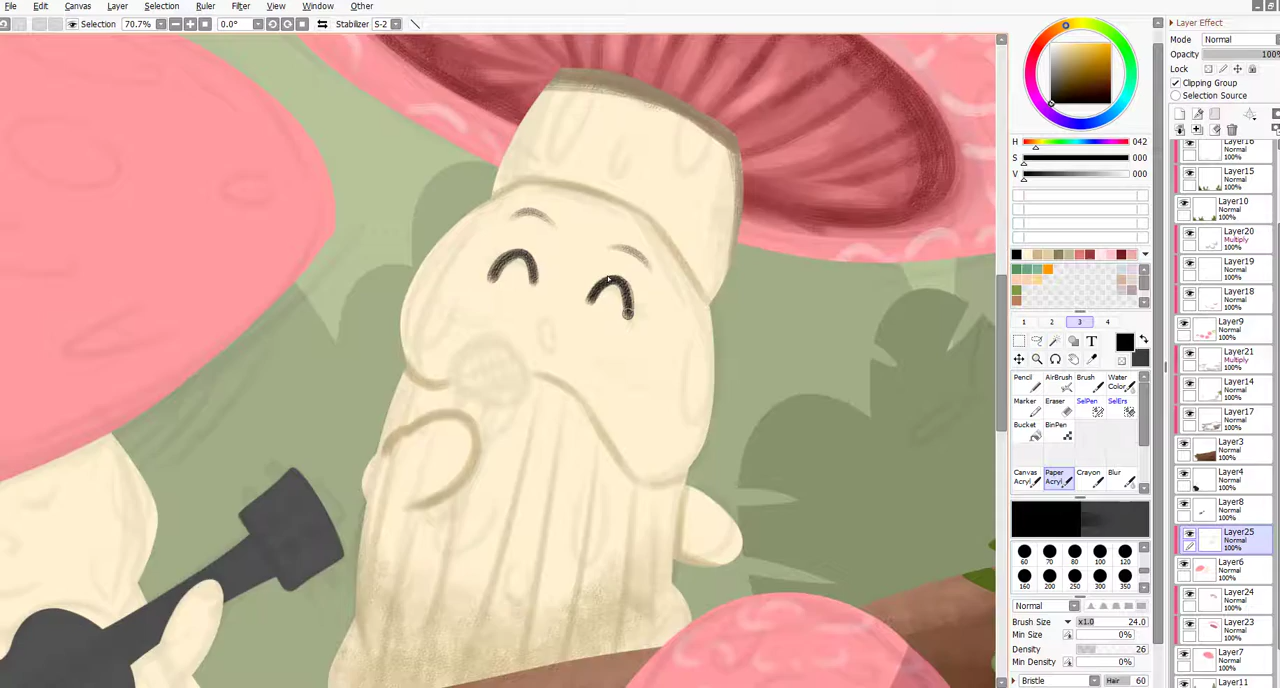 File Edit Canvas Layer Selection Ruler Filter View Window Other
Selection 70.7% 0.0° Stabilizer S-2
H 042
S 000
V 000
1 2 3 4
T
Pencil AirBrush Brush Water Color
Marker Eraser SelPen SelErs
Bucket BinPen
Canvas Acryl Paper Acryl Crayon Blur
60 70 80 100 120
160 200 250 300 350
Normal
Brush Size x1.0 24.0
Min Size 0%
Density 26
Min Density 0%
Bristle Hair 60
Layer Effect
Mode Normal
Opacity 100%
Lock
Clipping Group
Selection Source
Layer16
100%
Layer15
Normal
100%
Layer10
Normal
100%
Layer20
Multiply
100%
Layer19
Normal
100%
Layer18
Normal
100%
Layer9
Normal
100%
Layer21
Multiply
100%
Layer14
Normal
100%
Layer17
Normal
100%
Layer3
Normal
100%
Layer4
Normal
100%
Layer8
Normal
100%
Layer25
Normal
100%
Layer6
Normal
100%
Layer24
Normal
100%
Layer23
Normal
100%
Layer7
Normal
100%
Layer11
Normal